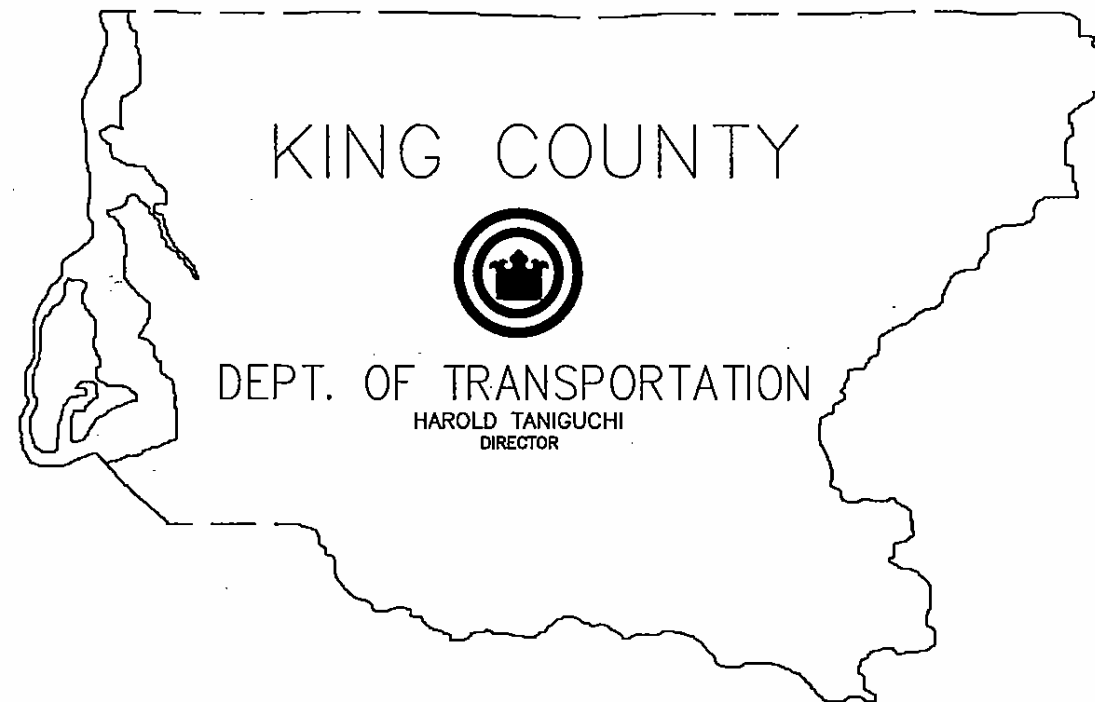 KING COUNTY
DEPT. OF TRANSPORTATION
HAROLD TANIGUCHI
DIRECTOR